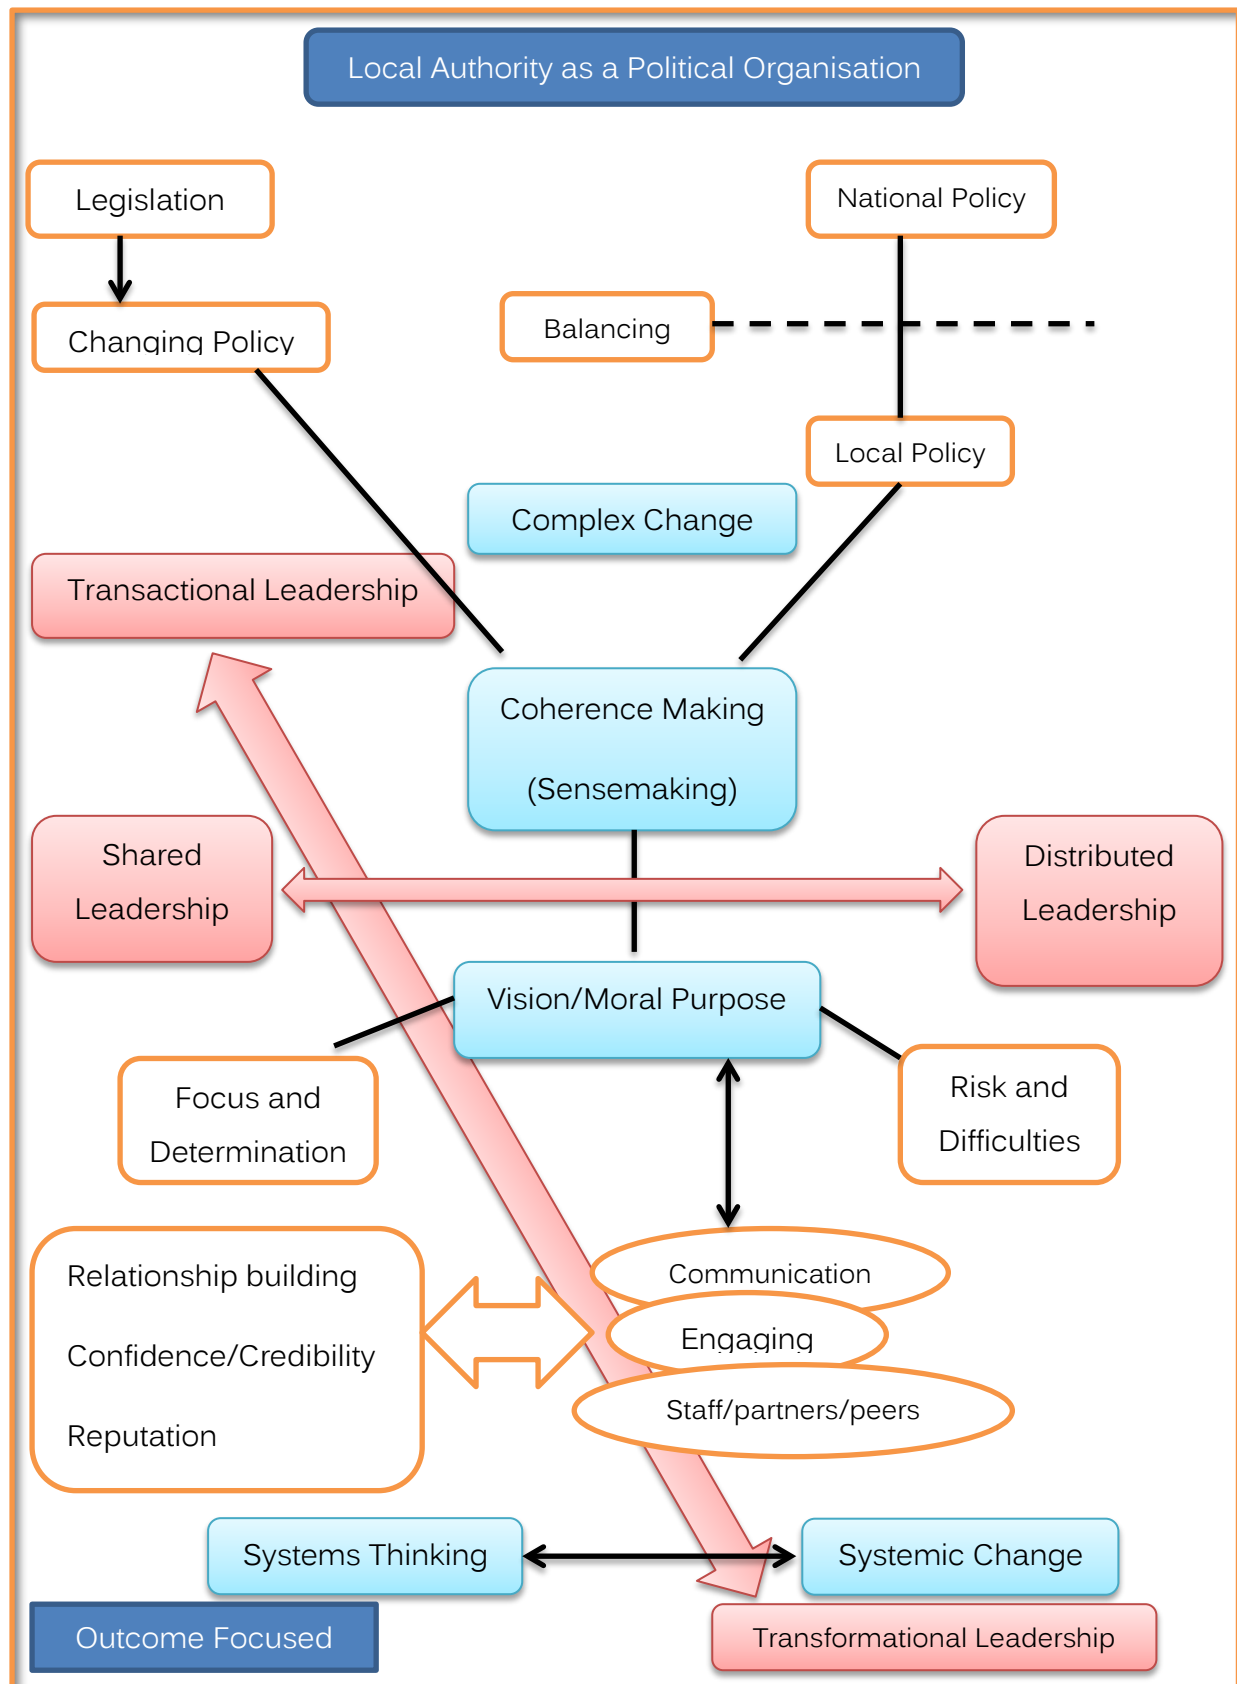 Local Authority as a Political Organisation
Legislation
National Policy
Changing Policy
Balancing
Local Policy
Complex Change
Transactional Leadership
Coherence Making
(Sensemaking)
Shared
Leadership
Distributed
Leadership
Vision/Moral Purpose
Focus and
Determination
Risk and
Difficulties
Relationship building
Confidence/Credibility
Reputation
Communication
Engaging
Staff/partners/peers
Systems Thinking
Systemic Change
Outcome Focused
Transformational Leadership